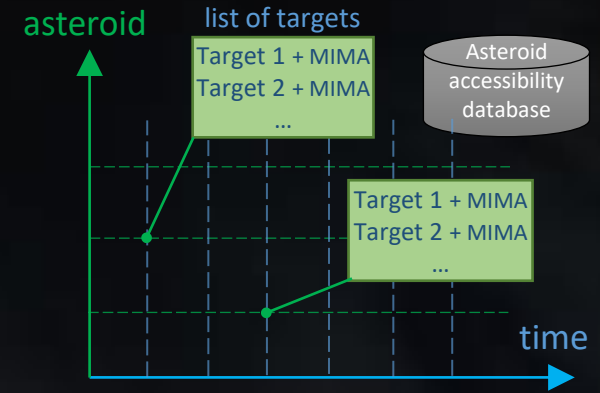 asteroid
list of targets
Target 1 + MIMA
Target 2 + MIMA
...
Asteroid
accessibility
database
Target 1 + MIMA
Target 2 + MIMA
...
time